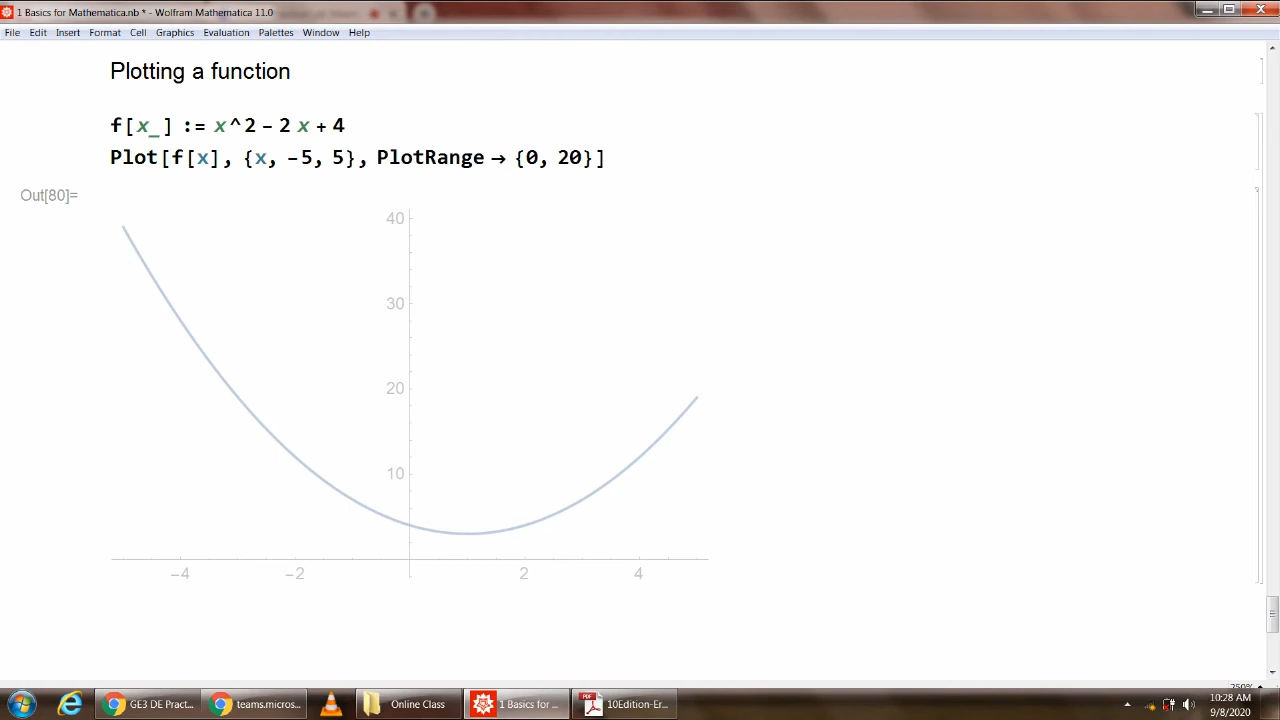 1 Basics for Mathematica.nb * - Wolfram Mathematica 11.0
File Edit Insert Format Cell Graphics Evaluation Palettes Window Help
Plotting a function
f[x_] := x^2 - 2 x + 4
Plot[f[x], {x, -5, 5}, PlotRange → {0, 20}]
Out[80]=
40
30
20
10
-4 -2 2 4
GE3 DE Pract... teams.micros... Online Class 1 Basics for ... 10Edition-Er...
10:28 AM
9/8/2020